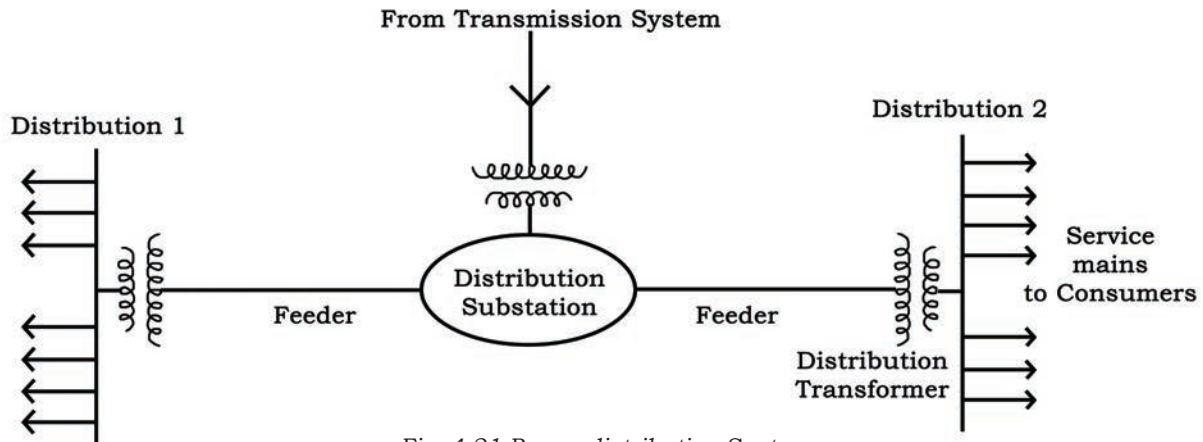 From Transmission System
Distribution 1
Distribution 2
Distribution
Substation
Feeder
Feeder
Service
mains
to Consumers
Distribution
Transformer